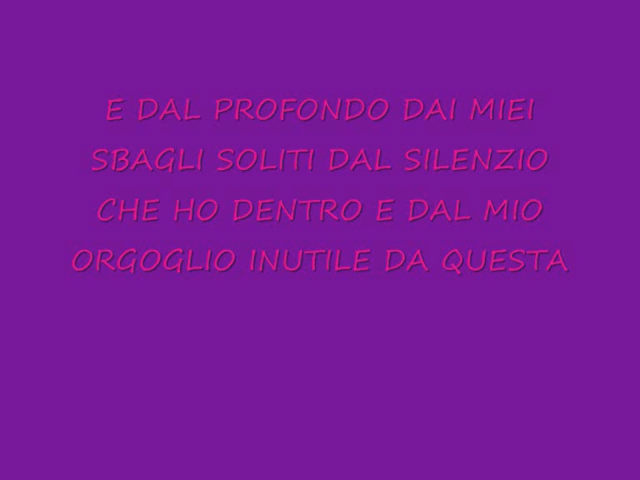 E DAL PROFONDO DAI MIEI
SBAGLI SOLITI DAL SILENZIO
CHE HO DENTRO E DAL MIO
ORGOGLIO INUTILE DA QUESTA